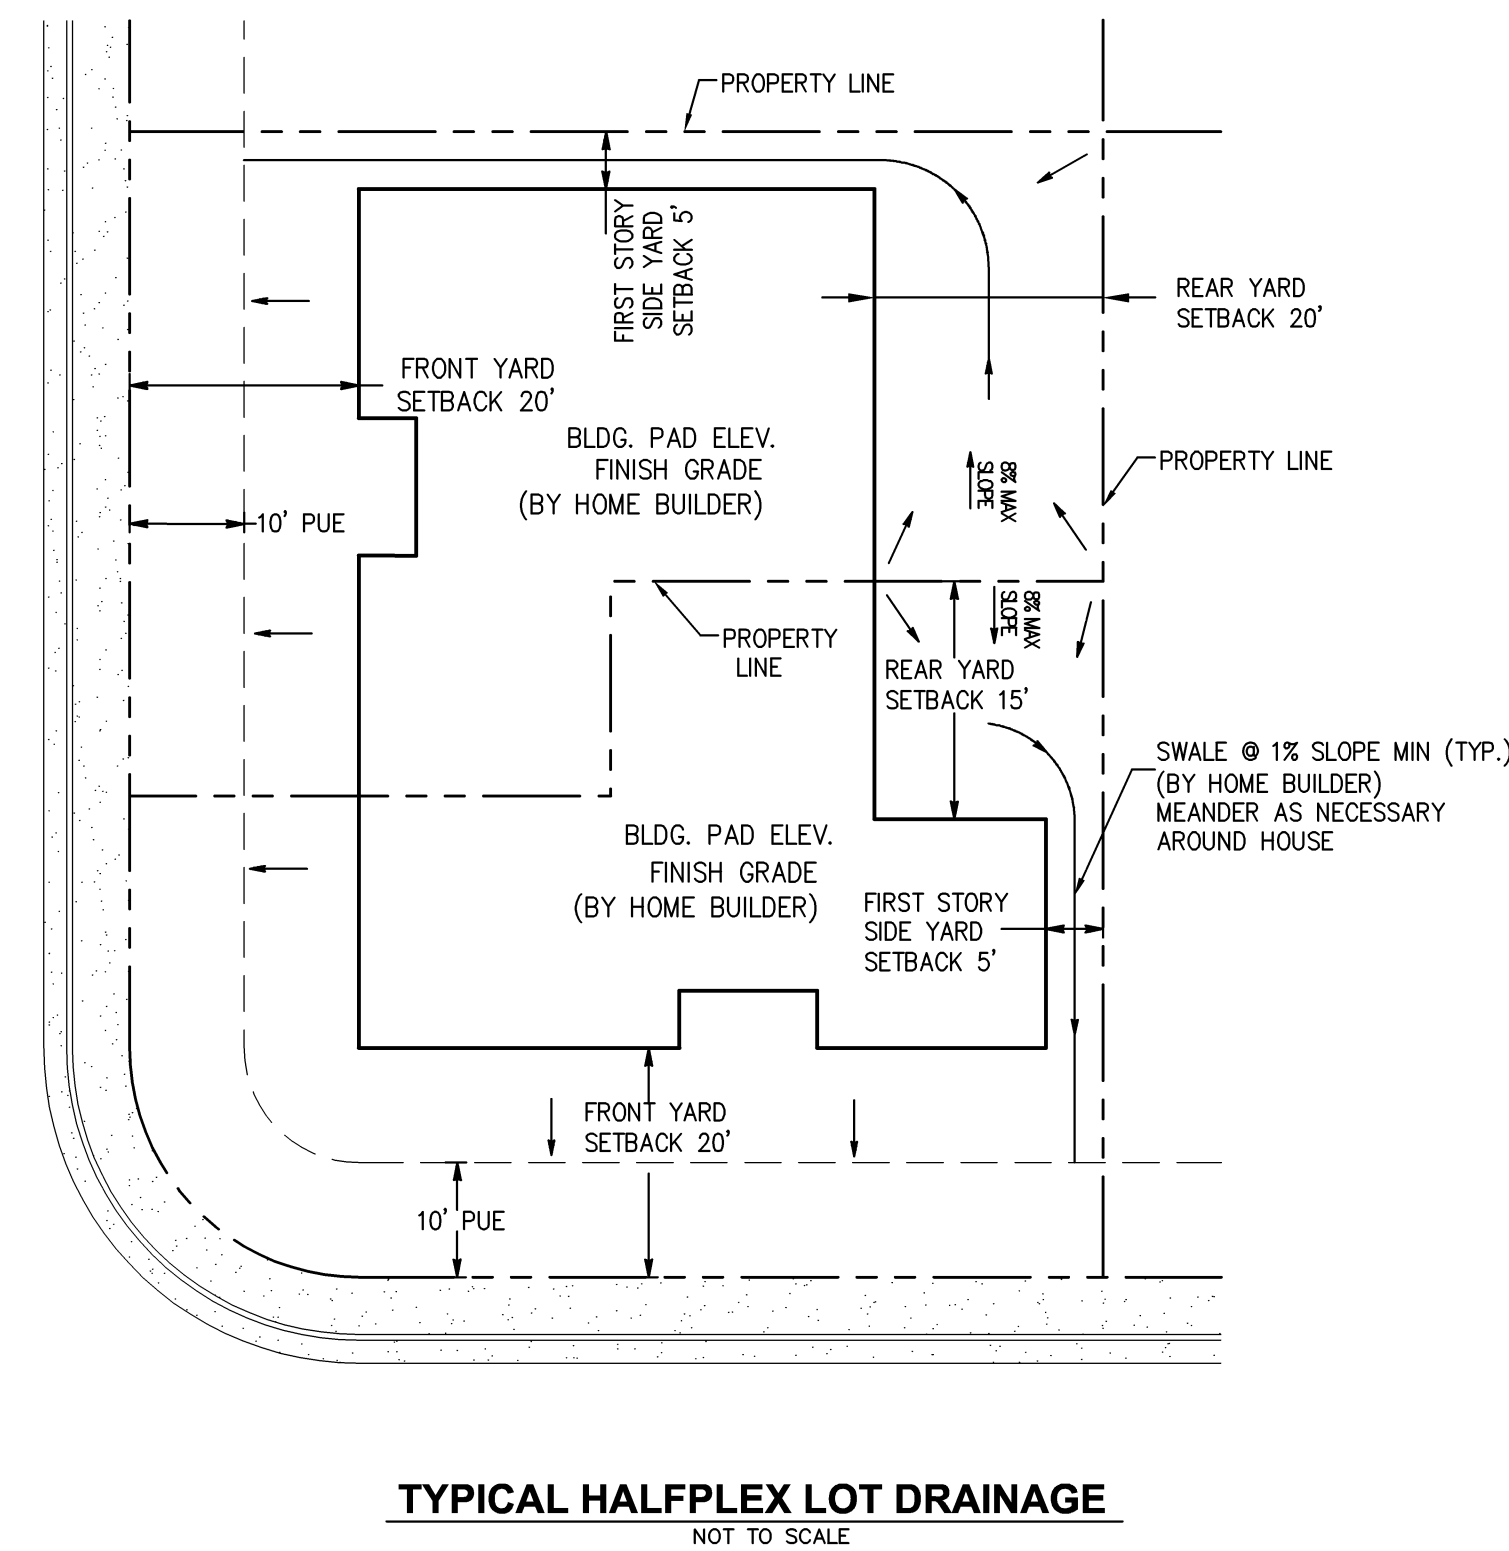 PROPERTY LINE
FIRST STORY
SIDE YARD
SETBACK 5'
REAR YARD
SETBACK 20'
FRONT YARD
SETBACK 20'
BLDG. PAD ELEV.
FINISH GRADE
(BY HOME BUILDER)
8% MAX
SLOPE
PROPERTY LINE
10' PUE
8% MAX
SLOPE
PROPERTY
LINE
REAR YARD
SETBACK 15'
SWALE @ 1% SLOPE MIN (TYP.)
(BY HOME BUILDER)
MEANDER AS NECESSARY
AROUND HOUSE
BLDG. PAD ELEV.
FINISH GRADE
(BY HOME BUILDER)
FIRST STORY
SIDE YARD
SETBACK 5'
FRONT YARD
SETBACK 20'
10' PUE
TYPICAL HALFPLEX LOT DRAINAGE
NOT TO SCALE